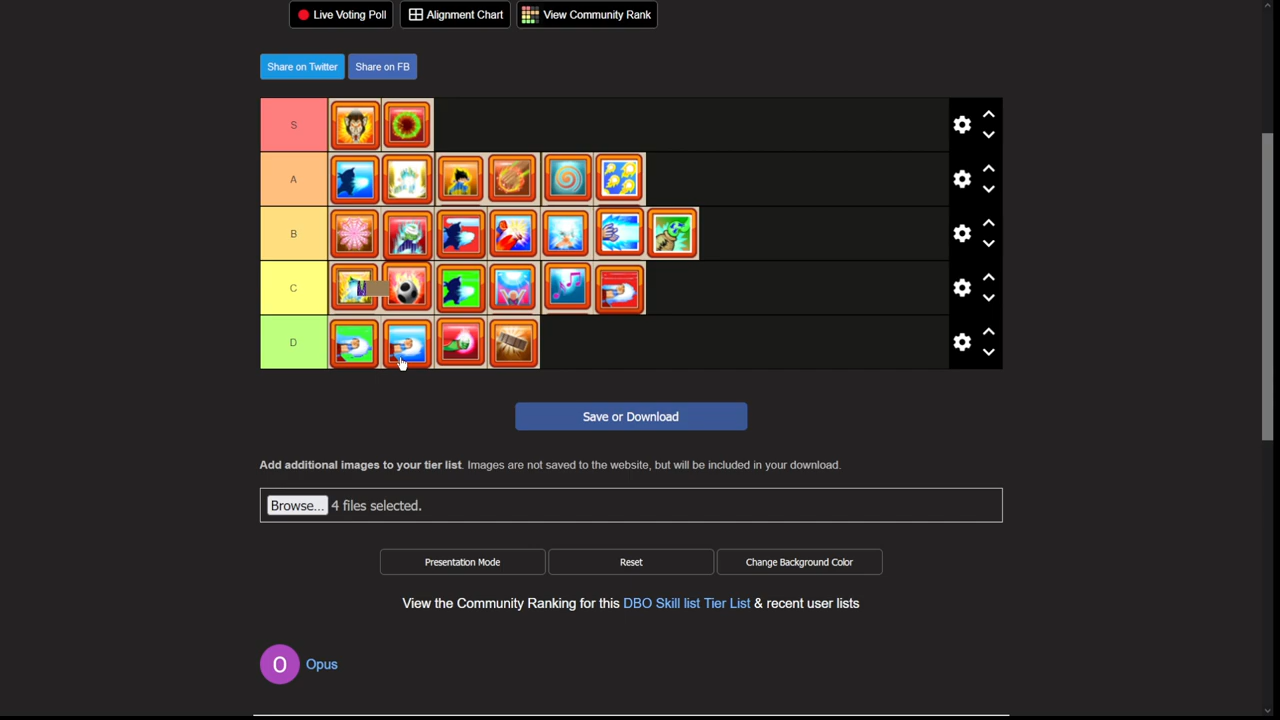 Live Voting Poll Alignment Chart View Community Rank
Share on Twitter Share on FB
S
A
B
C
D
Save or Download
Add additional images to your tier list. Images are not saved to the website, but will be included in your download.
Browse... 4 files selected.
Presentation Mode Reset Change Background Color
View the Community Ranking for this DBO Skill list Tier List & recent user lists
O Opus